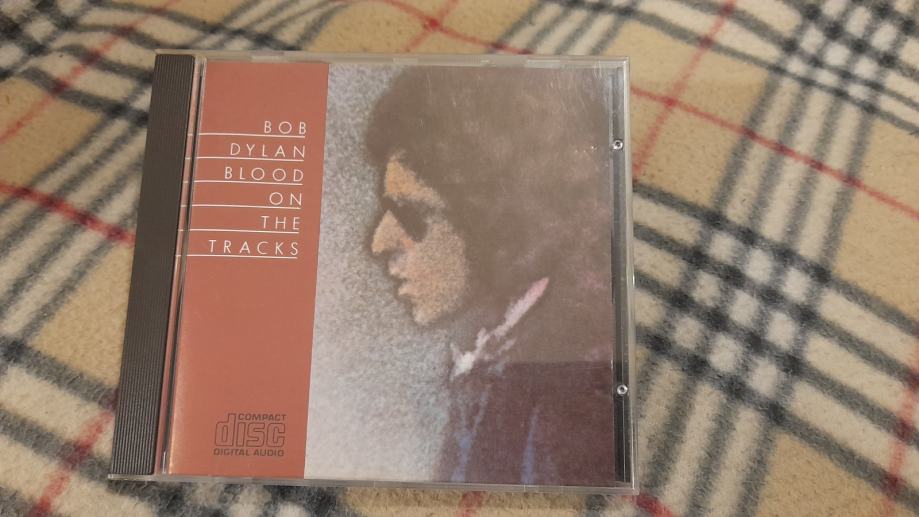 BOB
DYLAN
BLOOD
ON
THE
TRACKS
COMPACT
disc
DIGITAL AUDIO